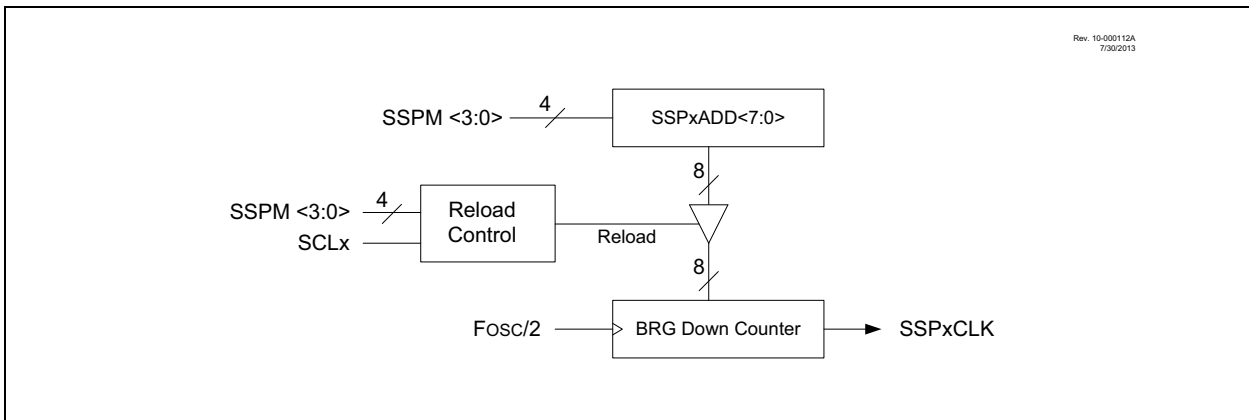 Rev. 10-000112A
7/30/2013
SSPM <3:0>
4
SSPxADD<7:0>
8
SSPM <3:0>
4
SCLx
Reload
Control
Reload
8
FOSC/2
BRG Down Counter
SSPxCLK